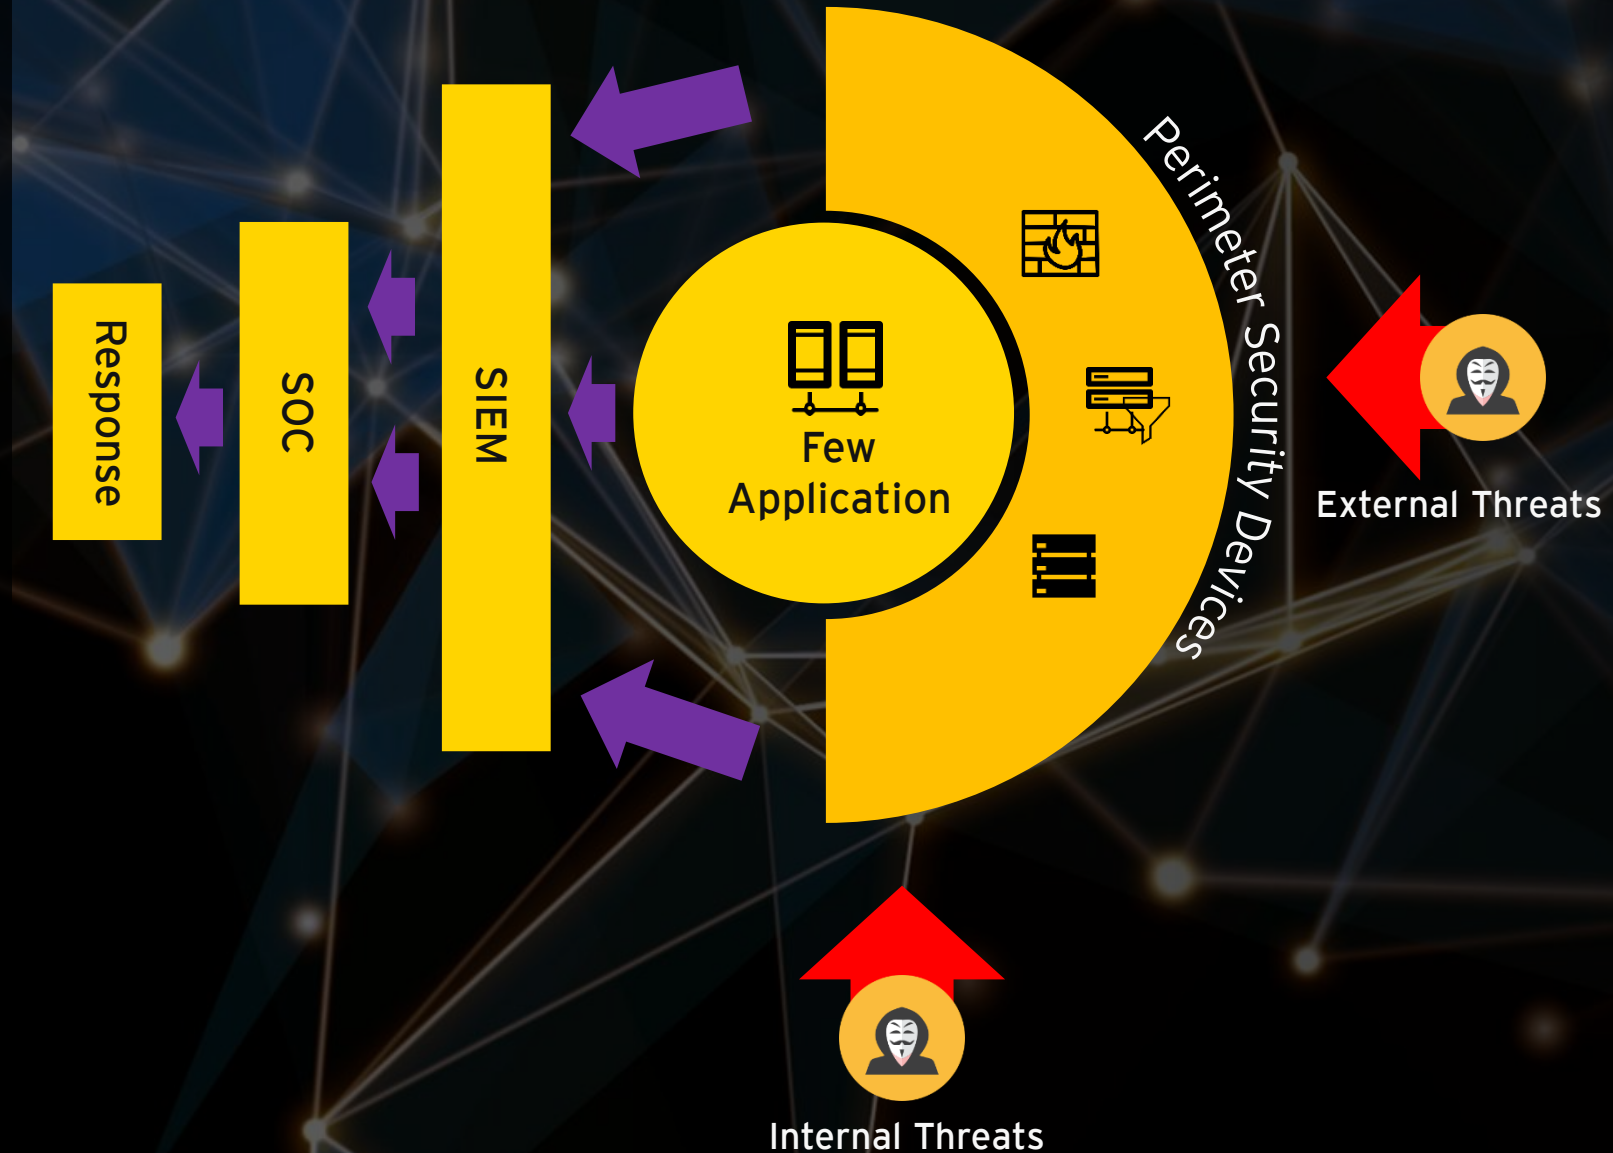 Response
SOC
SIEM
Few
Application
Perimeter Security Devices
External Threats
Internal Threats